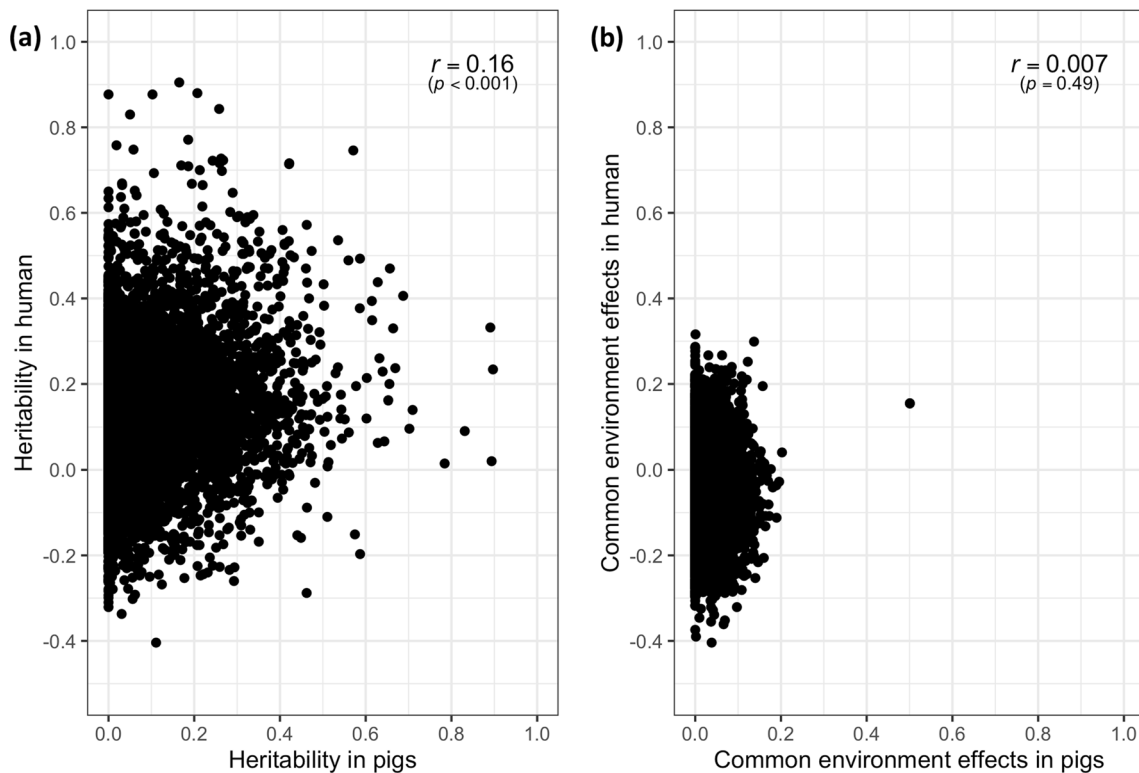 (a)
r = 0.16
(p < 0.001)
Heritability in human
1.0
0.8
0.6
0.4
0.2
0.0
-0.2
-0.4
0.0 0.2 0.4 0.6 0.8 1.0
Heritability in pigs
(b)
r = 0.007
(p = 0.49)
Common environment effects in human
1.0
0.8
0.6
0.4
0.2
0.0
-0.2
-0.4
0.0 0.2 0.4 0.6 0.8 1.0
Common environment effects in pigs